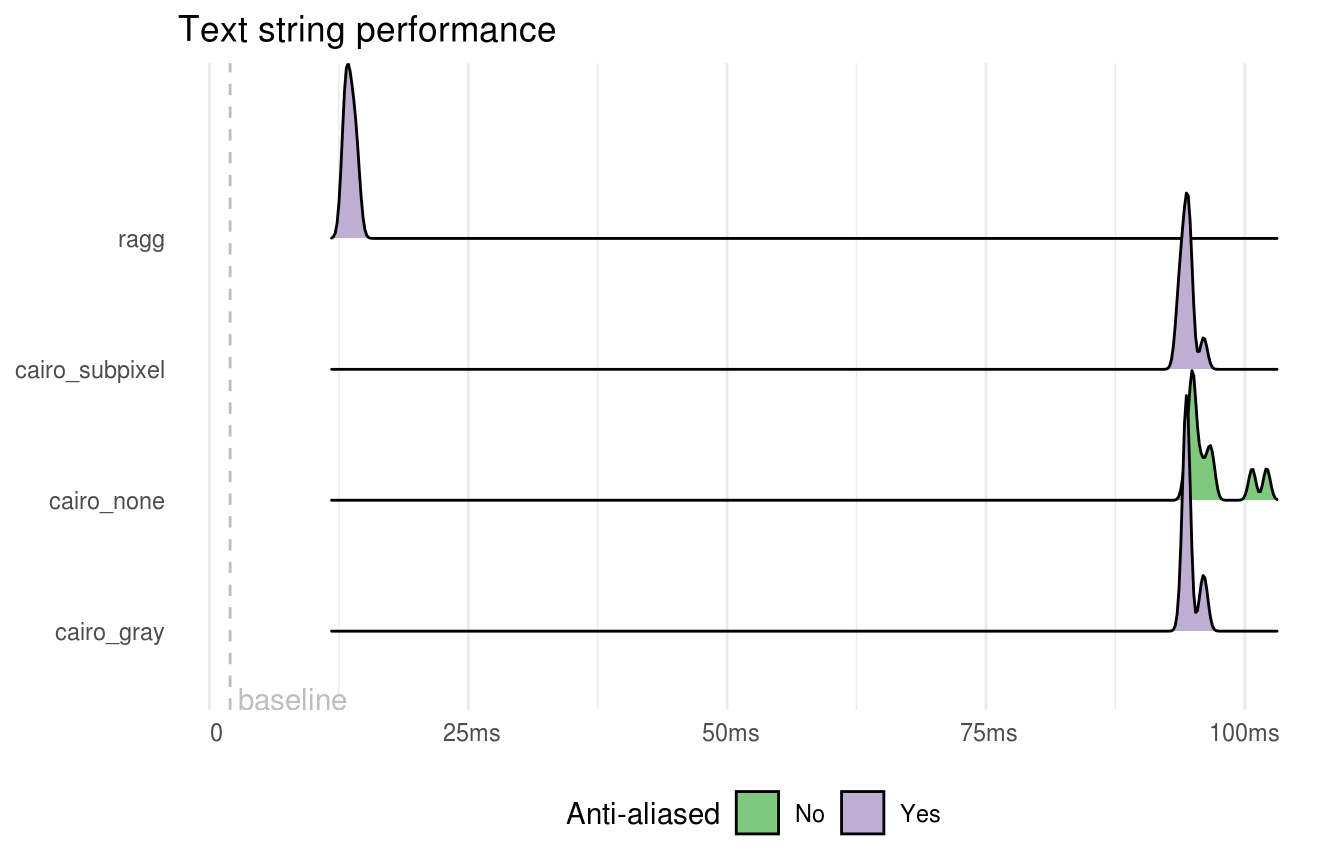 Text string performance
ragg
cairo_subpixel
cairo_none
cairo_gray
baseline
0 25ms 50ms 75ms 100ms
Anti-aliased No Yes